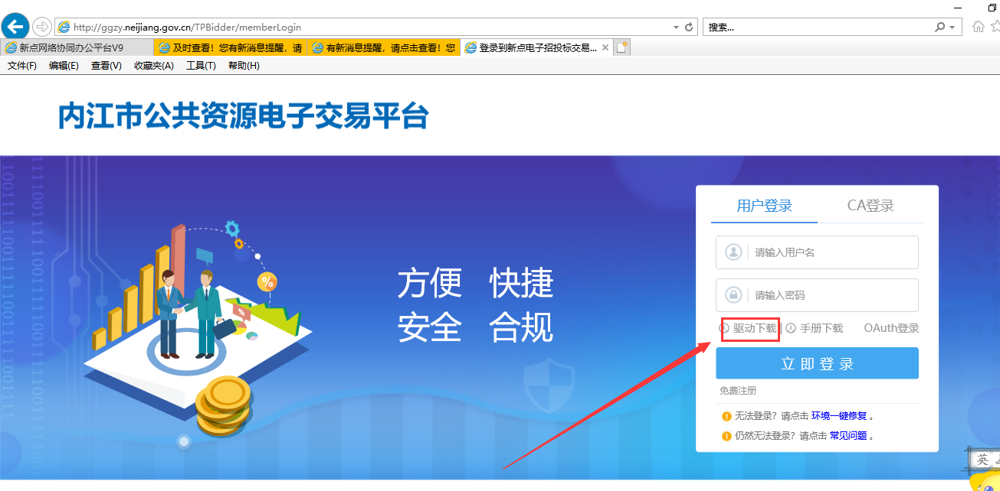 http://ggzy.neijiang.gov.cn/TPBidder/memberLogin
搜索...
新点网络协同办公平台V9
及时查看！您有新消息提醒，请
有新消息提醒，请点击查看！您
登录到新点电子招投标交易...
文件(F) 编辑(E) 查看(V) 收藏夹(A) 工具(T) 帮助(H)
内江市公共资源电子交易平台
用户登录 CA登录
请输入用户名
方便 快捷
请输入密码
安全 合规
驱动下载 | 手册下载 OAuth登录
立即登录
免费注册
无法登录？请点击 环境一键修复 。
仍然无法登录？请点击 常见问题 。
%
%
英